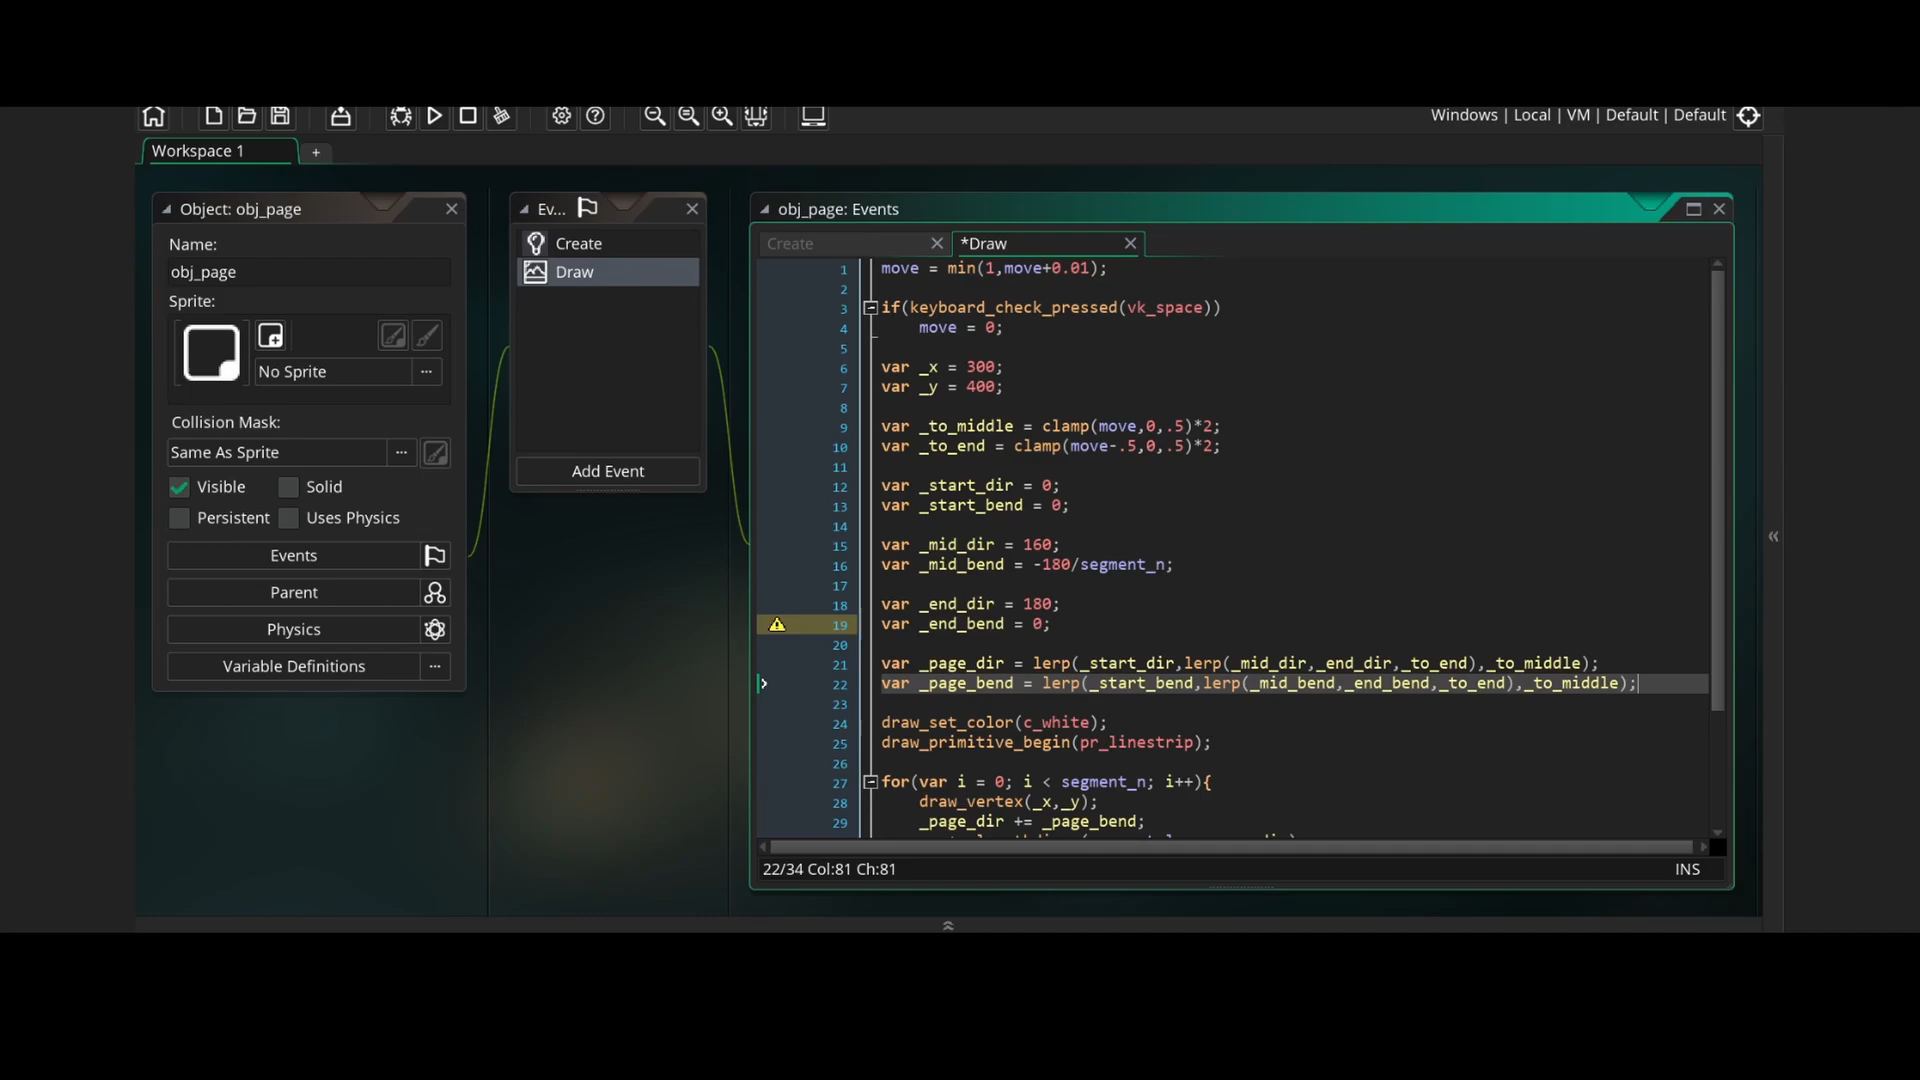 Windows | Local | VM | Default | Default
Workspace 1
+
Object: obj_page
Name:
obj_page
Sprite:
No Sprite
...
Collision Mask:
Same As Sprite
...
Visible
Solid
Persistent
Uses Physics
Events
Parent
Physics
Variable Definitions
...
Ev...
Create
Draw
Add Event
obj_page: Events
Create
*Draw
1 move = min(1,move+0.01);
2
3 if(keyboard_check_pressed(vk_space))
4 move = 0;
5
6 var _x = 300;
7 var _y = 400;
8
9 var _to_middle = clamp(move,0,.5)*2;
10 var _to_end = clamp(move-.5,0,.5)*2;
11
12 var _start_dir = 0;
13 var _start_bend = 0;
14
15 var _mid_dir = 160;
16 var _mid_bend = -180/segment_n;
17
18 var _end_dir = 180;
19 var _end_bend = 0;
20
21 var _page_dir = lerp(_start_dir,lerp(_mid_dir,_end_dir,_to_end),_to_middle);
22 var _page_bend = lerp(_start_bend,lerp(_mid_bend,_end_bend,_to_end),_to_middle);
23
24 draw_set_color(c_white);
25 draw_primitive_begin(pr_linestrip);
26
27 for(var i = 0; i < segment_n; i++){
28 draw_vertex(_x,_y);
29 _page_dir += _page_bend;
22/34 Col:81 Ch:81
INS